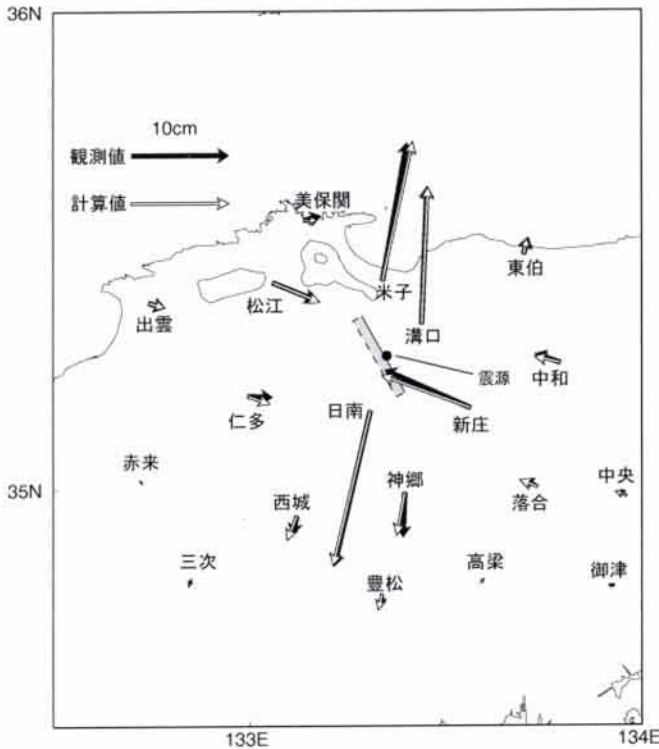 36N
10cm
観測値
計算値
美保関
東伯
米子
松江
出雲
溝口
震源
中和
日南
新庄
仁多
赤来
35N
神郷
中央
西城
落合
三次
高梁
御津
豊松
133E
134E